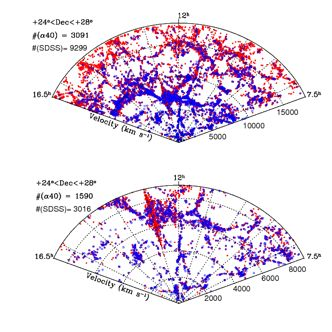 +24°<Dec<+28°
12ʰ
#(α40) = 3091
#(SDSS)= 9299
16.5ʰ
7.5ʰ
Velocity (km s⁻¹)
5000
10000
15000
+24°<Dec<+28°
12ʰ
#(α40) = 1590
#(SDSS)= 3016
16.5ʰ
7.5ʰ
Velocity (km s⁻¹)
2000
4000
6000
8000